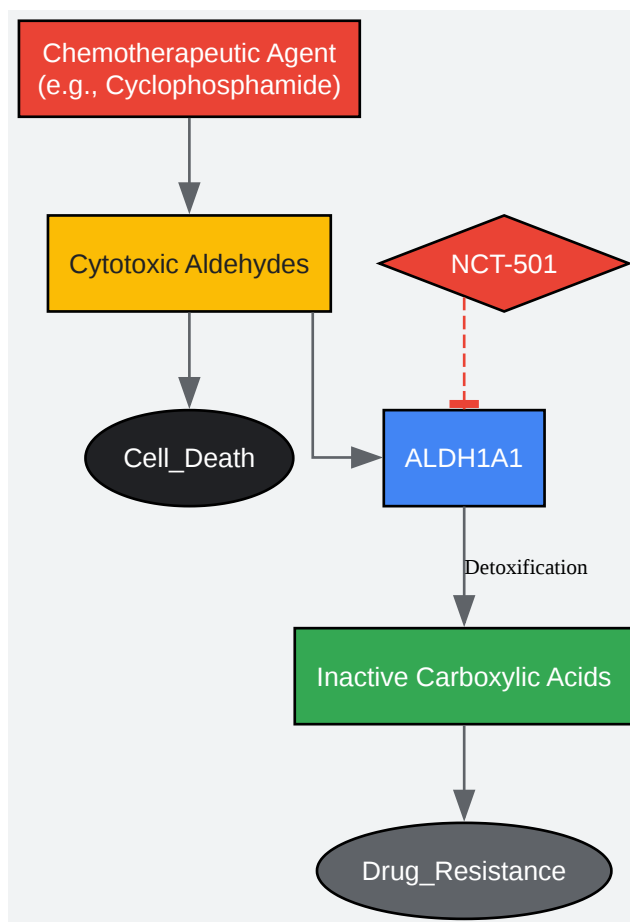 Chemotherapeutic Agent
(e.g., Cyclophosphamide)
Cytotoxic Aldehydes
NCT-501
Cell_Death
ALDH1A1
Detoxification
Inactive Carboxylic Acids
Drug_Resistance